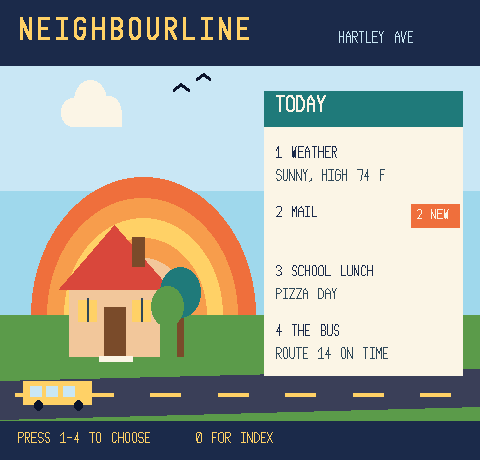 NEIGHBOURLINE
HARTLEY AVE
TODAY
1 WEATHER
SUNNY, HIGH 74 F
2 MAIL
2 NEW
3 SCHOOL LUNCH
PIZZA DAY
4 THE BUS
ROUTE 14 ON TIME
PRESS 1-4 TO CHOOSE
0 FOR INDEX